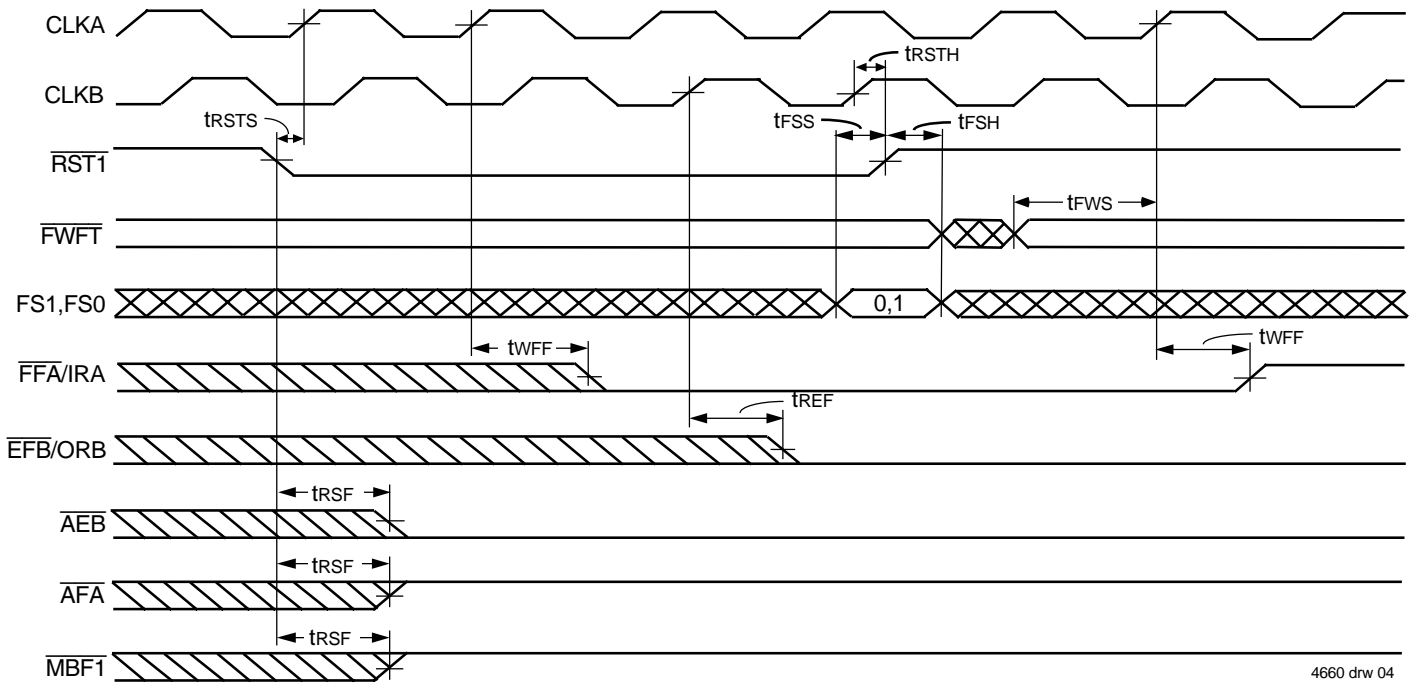 CLKA
tRSTH
CLKB
tRSTS
tFSS
tFSH
RST1
tFWS
FWFT
FS1,FS0
0,1
tWFF
tWFF
FFA/IRA
tREF
EFB/ORB
tRSF
AEB
tRSF
AFA
tRSF
MBF1
4660 drw 04